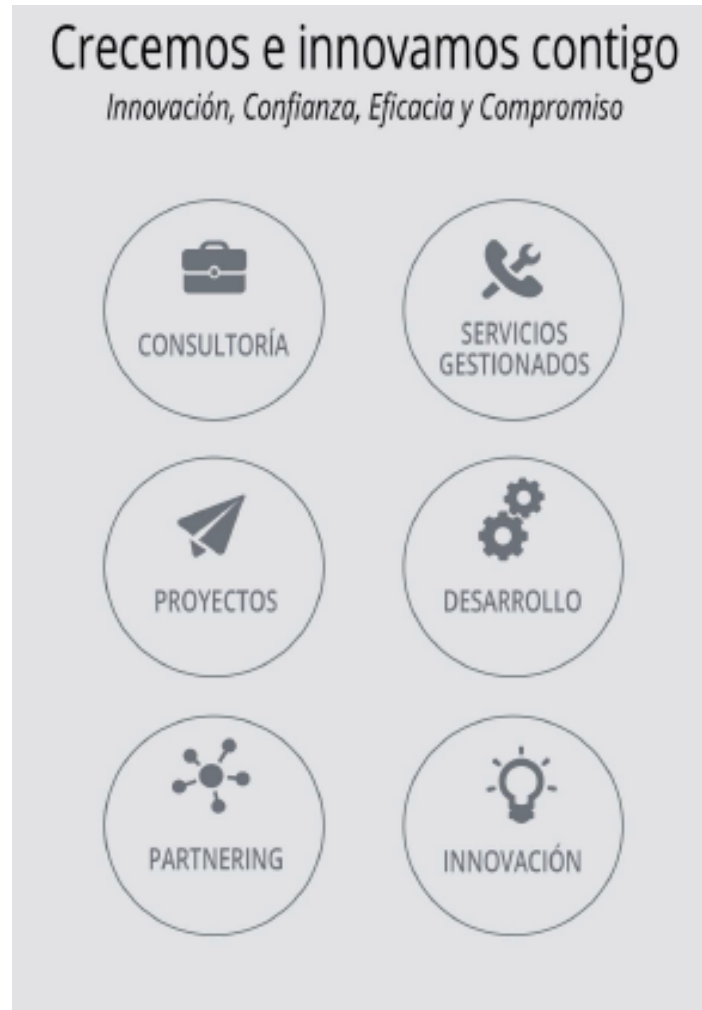 Crecemos e innovamos contigo
Innovación, Confianza, Eficacia y Compromiso
CONSULTORÍA
SERVICIOS
GESTIONADOS
PROYECTOS
DESARROLLO
PARTNERING
INNOVACIÓN